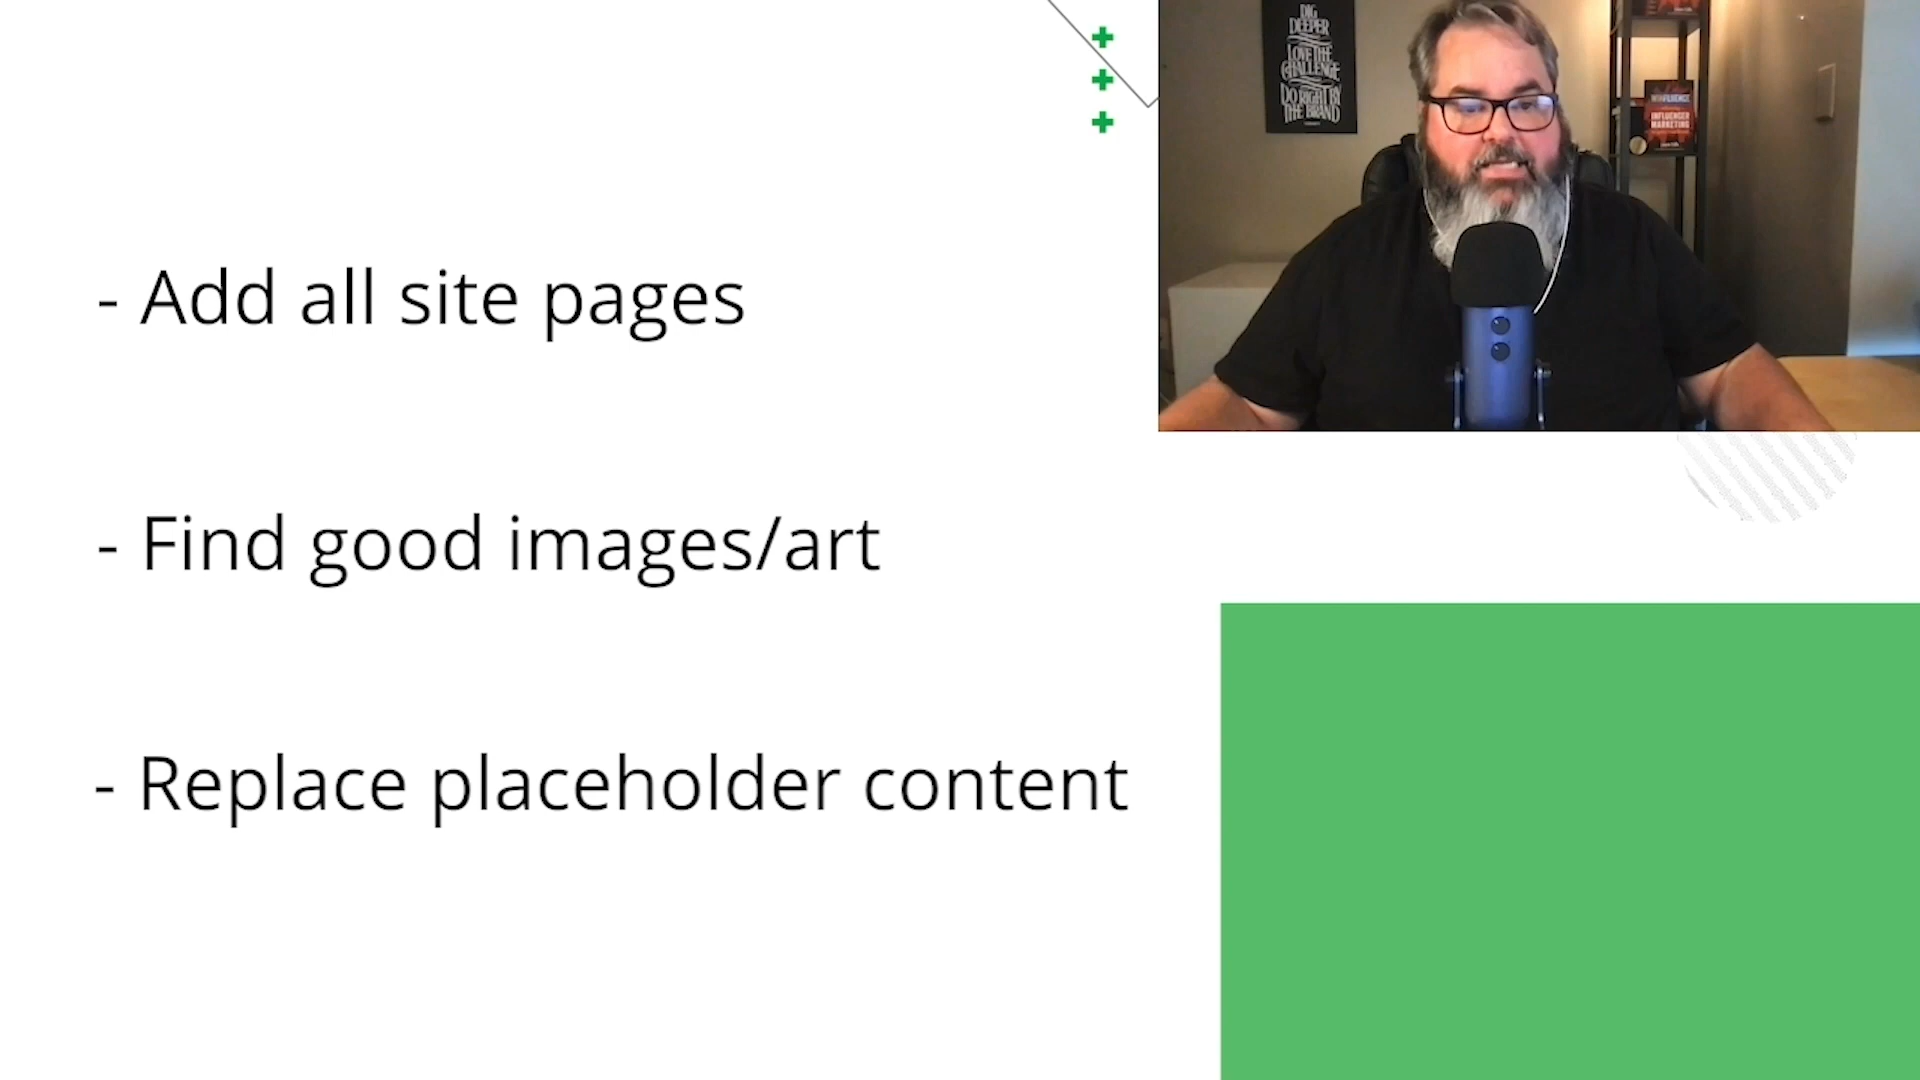 - Add all site pages
- Find good images/art
- Replace placeholder content
DIG
DEEPER
LOVE THE
CHALLENGE
DO RIGHT BY
THE BRAND
WINFLUENCE
INFLUENCER
MARKETING